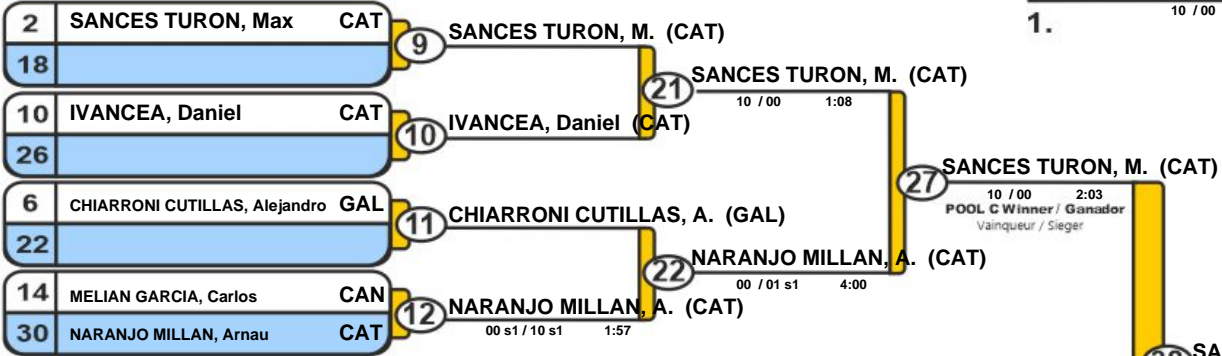 2 SANCES TURON, Max CAT
18
10 IVANCEA, Daniel CAT
26
6 CHIARRONI CUTILLAS, Alejandro GAL
22
14 MELIAN GARCIA, Carlos CAN
30 NARANJO MILLAN, Arnau CAT
9 SANCES TURON, M. (CAT)
10 IVANCEA, Daniel (CAT)
11 CHIARRONI CUTILLAS, A. (GAL)
12 NARANJO MILLAN, A. (CAT)
00 s1 / 10 s1 1:57
21 SANCES TURON, M. (CAT)
10 / 00 1:08
22 NARANJO MILLAN, A. (CAT)
00 / 01 s1 4:00
27 SANCES TURON, M. (CAT)
10 / 00 2:03
POOL C Winner / Ganador
Vainqueur / Sieger
10 / 00
1.
SA